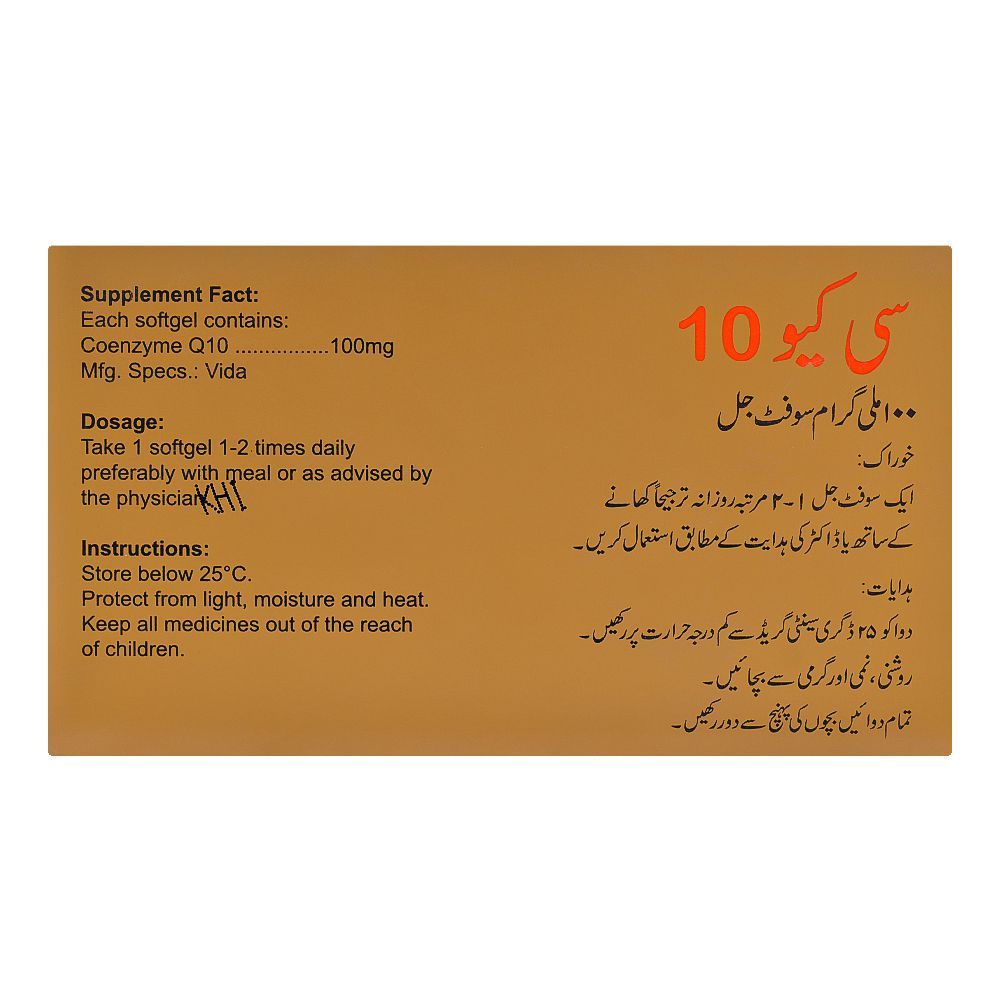 Supplement Fact:
Each softgel contains:
Coenzyme Q10 ................100mg
Mfg. Specs.: Vida
Dosage:
Take 1 softgel 1-2 times daily
preferably with meal or as advised by
the physician
KHI
Instructions:
Store below 25°C.
Protect from light, moisture and heat.
Keep all medicines out of the reach
of children.
سی کیو 10
۱۰۰ ملی گرام سوفٹ جل
خوراک:
ایک سوفٹ جل ۱-۲ مرتبہ روزانہ ترجیحاً کھانے
کے ساتھ یا ڈاکٹر کی ہدایت کے مطابق استعمال کریں۔
ہدایات:
دوا کو ۲۵ ڈگری سینٹی گریڈ سے کم درجہ حرارت پر رکھیں۔
روشنی، نمی اور گرمی سے بچائیں۔
تمام دوائیں بچوں کی پہنچ سے دور رکھیں۔